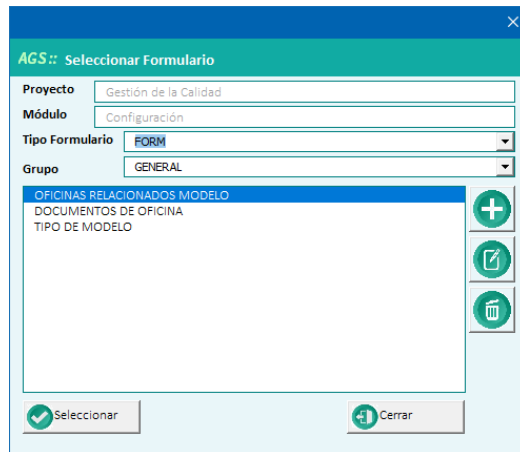 AGS:: Seleccionar Formulario
Proyecto Gestión de la Calidad
Módulo Configuración
Tipo Formulario FORM
Grupo GENERAL
OFICINAS RELACIONADOS MODELO
DOCUMENTOS DE OFICINA
TIPO DE MODELO
Seleccionar Cerrar